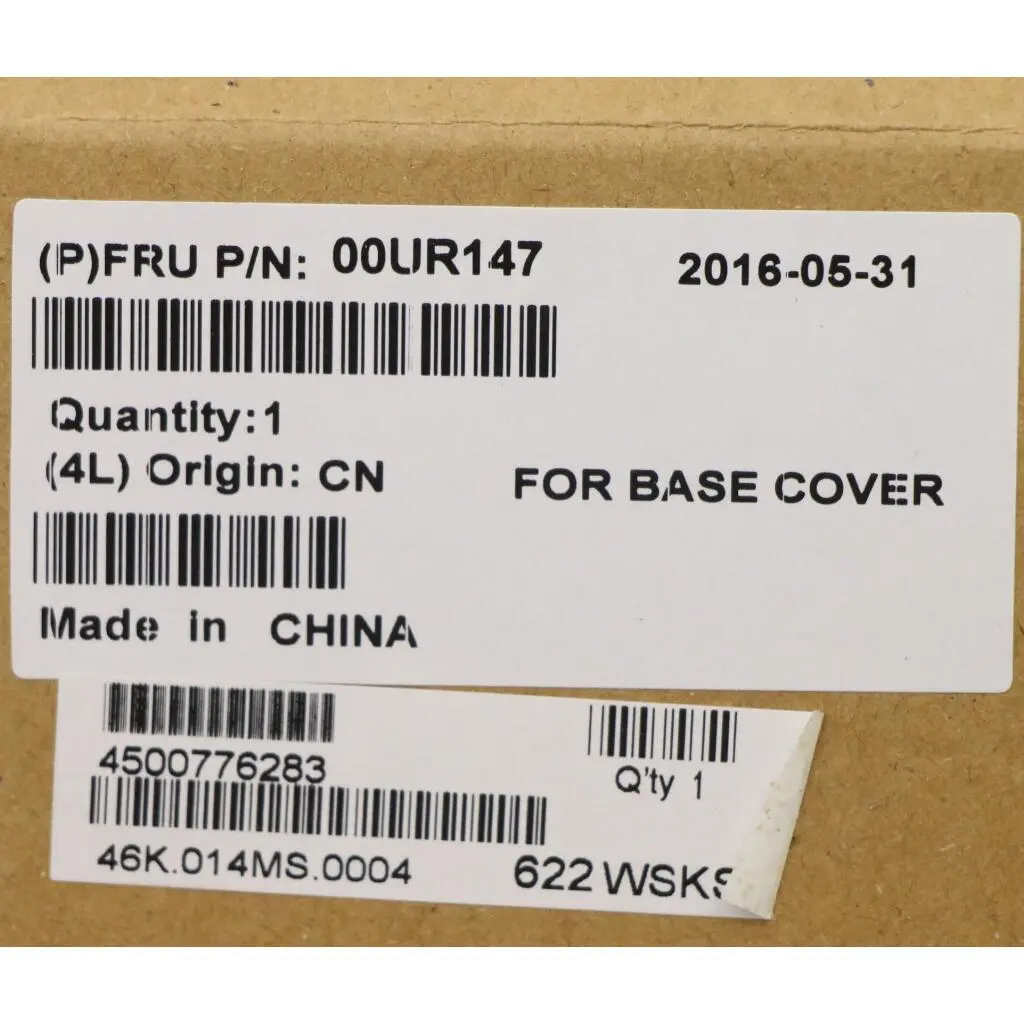 (P)FRU P/N: 00UR147 2016-05-31
Quantity:1
(4L) Origin: CN FOR BASE COVER
Made in CHINA
4500776283
Q'ty 1
46K.014MS.0004 622